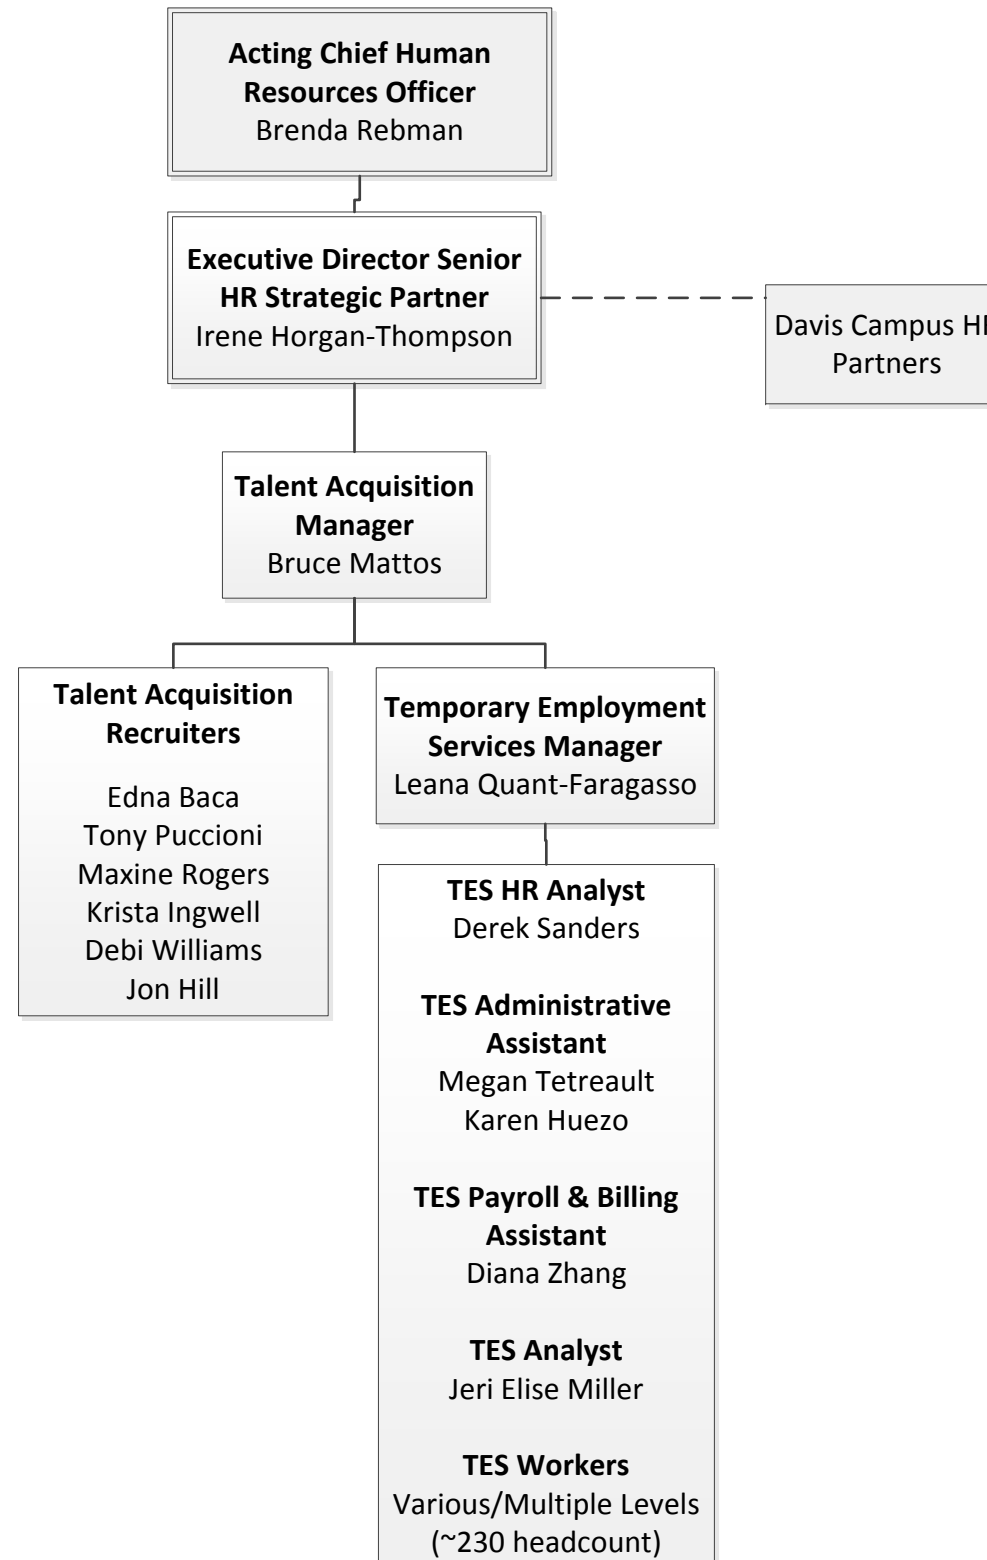 Acting Chief Human
Resources Officer
Brenda Rebman
Executive Director Senior
HR Strategic Partner
Irene Horgan-Thompson
Davis Campus
Partners
Talent Acquisition
Manager
Bruce Mattos
Talent Acquisition
Recruiters
Edna Baca
Tony Puccioni
Maxine Rogers
Krista Ingwell
Debi Williams
Jon Hill
Temporary Employment
Services Manager
Leana Quant-Faragasso
TES HR Analyst
Derek Sanders
TES Administrative
Assistant
Megan Tetreault
Karen Huezo
TES Payroll & Billing
Assistant
Diana Zhang
TES Analyst
Jeri Elise Miller
TES Workers
Various/Multiple Levels
(~230 headcount)